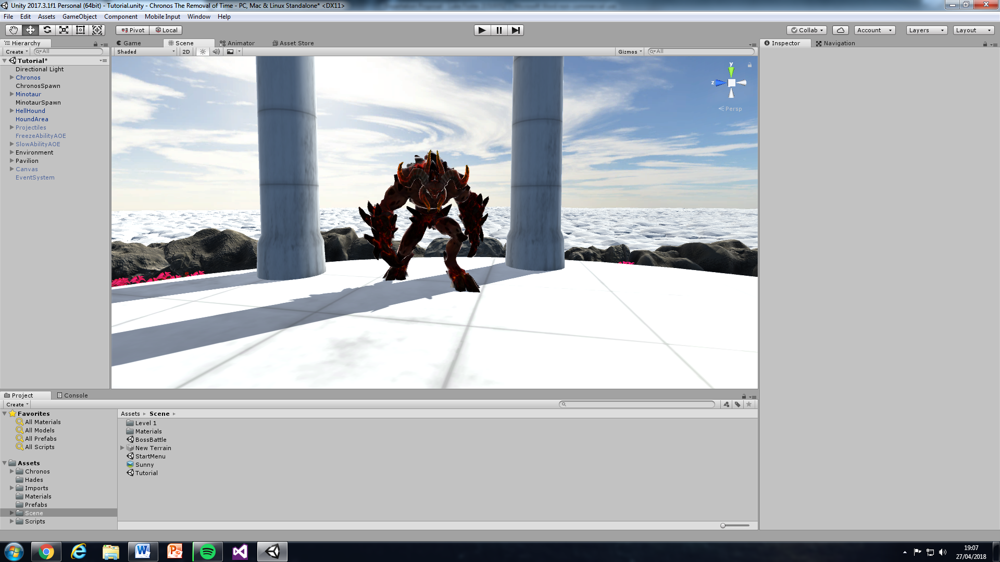 Unity 2017.3.1f1 Personal (64bit) - Tutorial.unity - Chronos The Removal of Time - PC, Mac & Linux Standalone* <DX11>
File Edit Assets GameObject Component Mobile Input Window Help
Pivot Local Collab Account Layers Layout
Hierarchy Game Scene Animator Asset Store Inspector Navigation
Create All Shaded 2D Gizmos All
Tutorial*
Directional Light
Chronos
ChronosSpawn
Minotaur
MinotaurSpawn
HellHound
HoundArea
Projectiles
FreezeAbilityAOE
SlowAbilityAOE
Environment
Pavilion
Canvas
EventSystem
y
z
Persp
Project Console
Create
Favorites
All Materials
All Models
All Prefabs
All Scripts
Assets
Chronos
Hades
Imports
Materials
Prefabs
Scene
Scripts
Assets Scene
Level 1
Materials
BossBattle
New Terrain
StartMenu
Sunny
Tutorial
19:07
27/04/2018